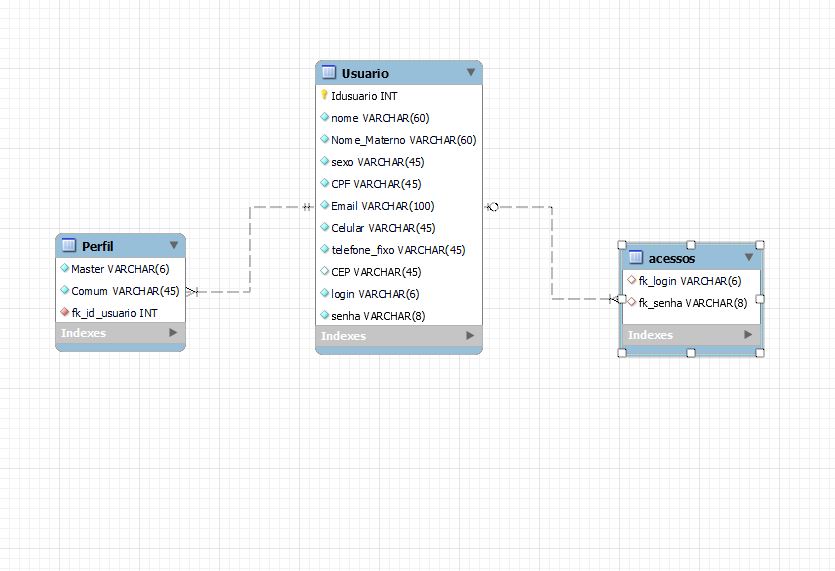 Usuario
Idusuario INT
nome VARCHAR(60)
Nome_Materno VARCHAR(60)
sexo VARCHAR(45)
CPF VARCHAR(45)
Email VARCHAR(100)
Celular VARCHAR(45)
telefone_fixo VARCHAR(45)
CEP VARCHAR(45)
login VARCHAR(6)
senha VARCHAR(8)
Indexes
Perfil
Master VARCHAR(6)
Comum VARCHAR(45)
fk_id_usuario INT
Indexes
acessos
fk_login VARCHAR(6)
fk_senha VARCHAR(8)
Indexes